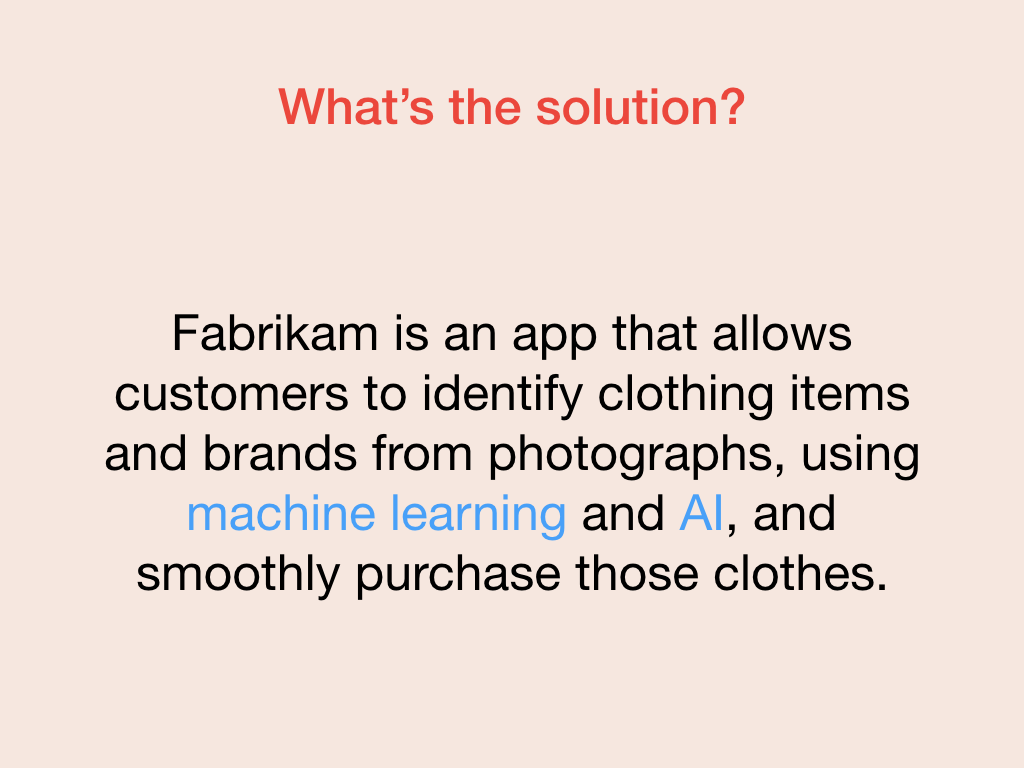 What’s the solution?
Fabrikam is an app that allows
customers to identify clothing items
and brands from photographs, using
machine learning and AI, and
smoothly purchase those clothes.